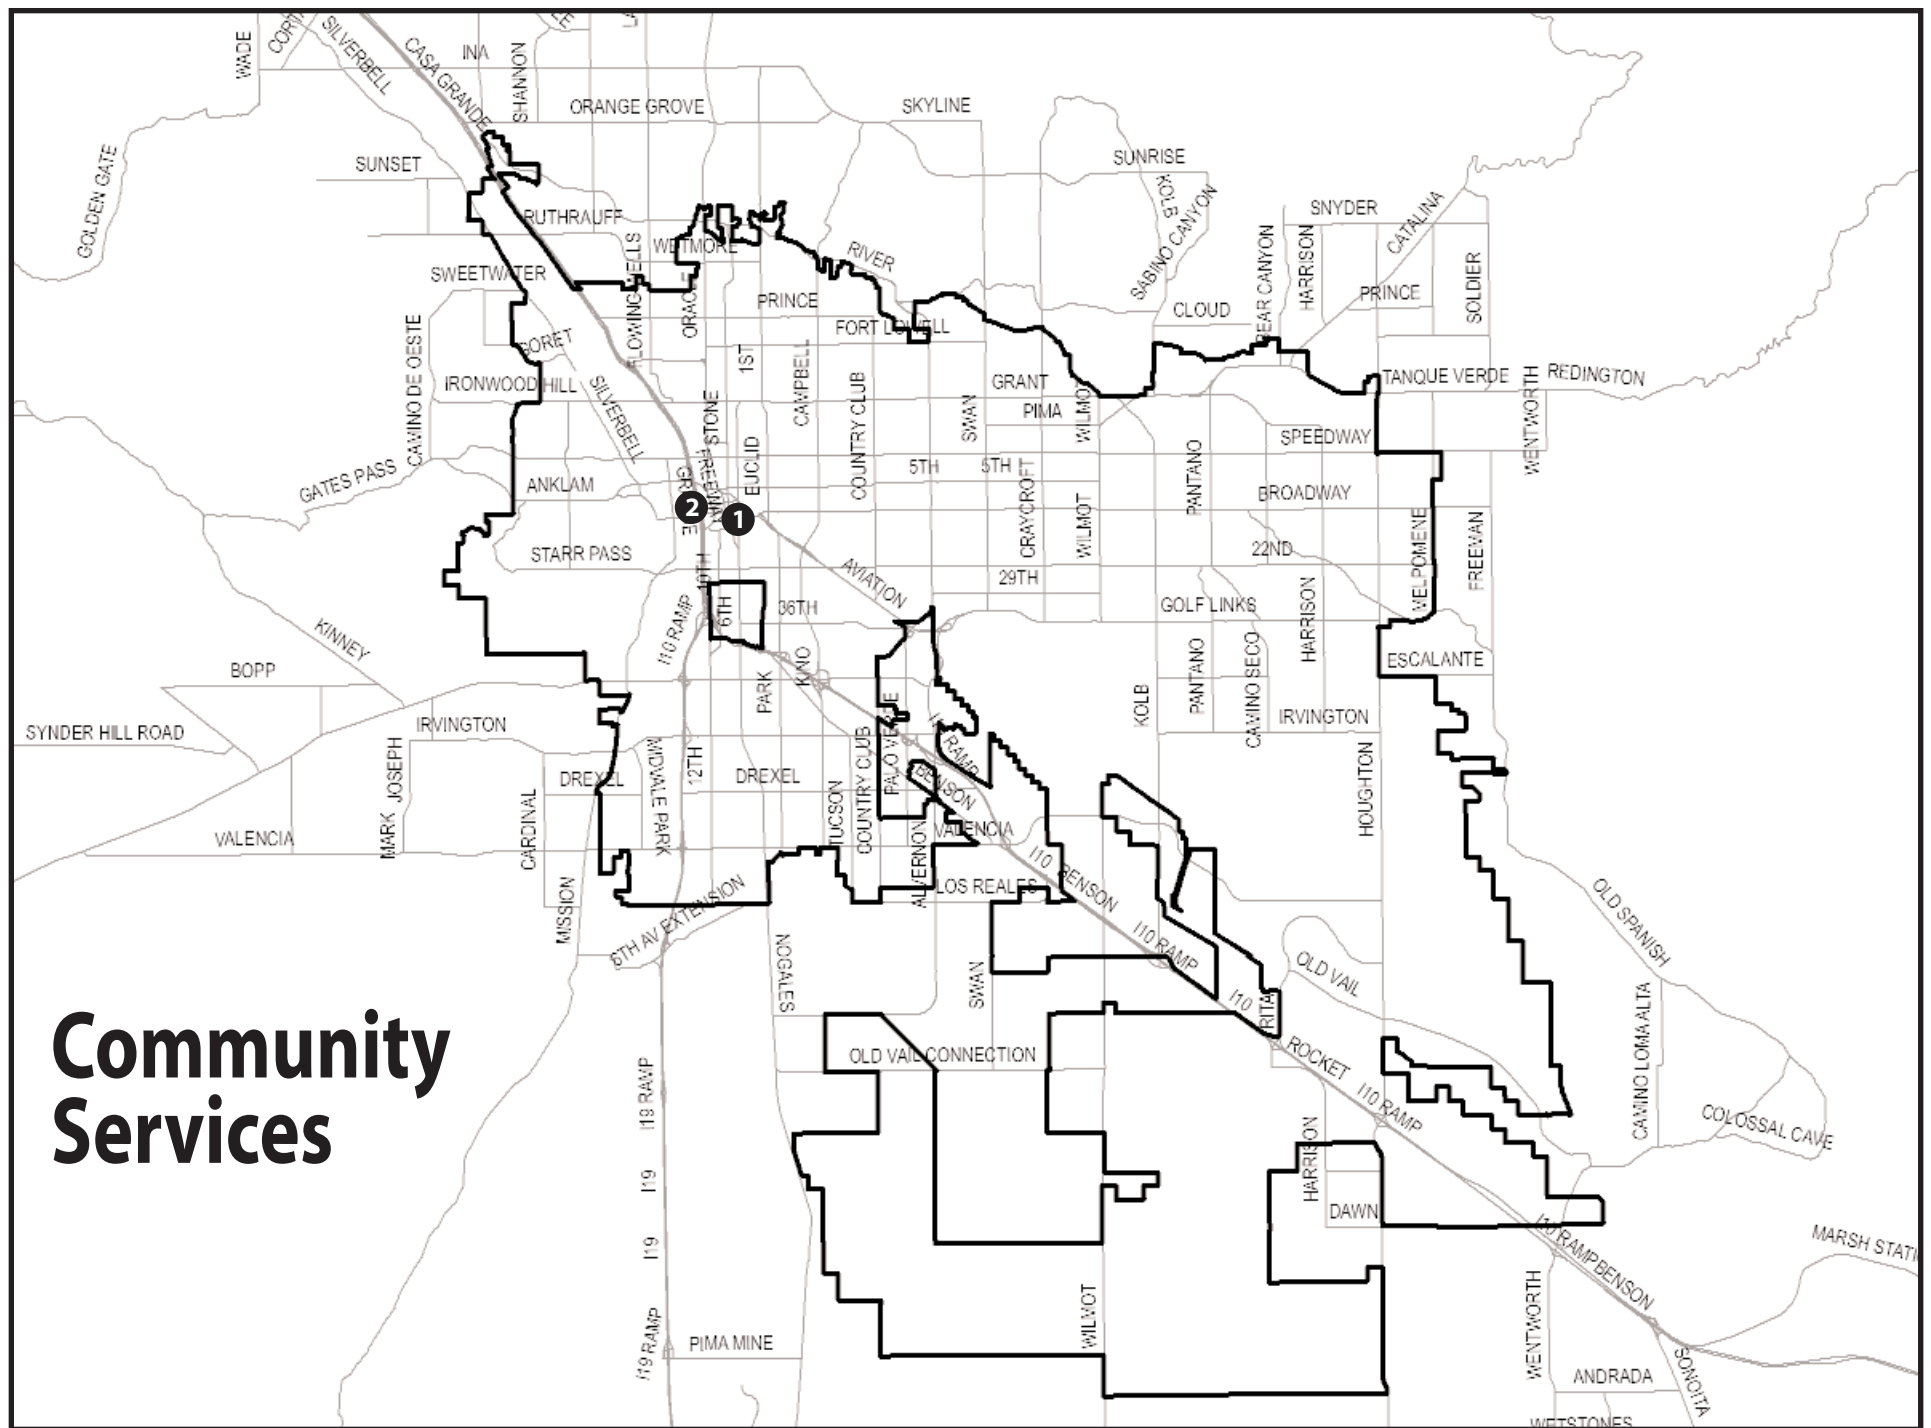 WADE
SILVERBELL
CASA GRANDE
INA
SHANNON
ORANGE GROVE
SKYLINE
GOLDEN GATE
SUNSET
SUNRISE
KOLB
SABINO CANYON
SNYDER
CATALINA
RUTHRAUFF
WETMORE
RIVER
BEAR CANYON
HARRISON
SOLDIER
SWEETWATER
FLOWING WELLS
ORACLE
PRINCE
PRINCE
CLOUD
FORT LOWELL
CAMINO DE OESTE
GORET
1ST
CAMPBELL
COUNTRY CLUB
IRONWOOD HILL
SILVERBELL
GRANT
PIMA
SWAN
WILMOT
TANQUE VERDE
REDINGTON
WENTWORTH
STONE
FREEWAY
EUCLID
SPEEDWAY
PANTANO
GATES PASS
ANKLAM
5TH
5TH
CRAYCROFT
WILMOT
BROADWAY
2
1
STARR PASS
22ND
MELPOMENE
FREEMAN
10TH
AVIATION
29TH
6TH
36TH
GOLF LINKS
HARRISON
KINNEY
I10 RAMP
BOPP
PARK
KINO
ESCALANTE
KOLB
PANTANO
CAMINO SECO
SYNDER HILL ROAD
IRVINGTON
IRVINGTON
MARK JOSEPH
DREXEL
MIDVALE PARK
12TH
DREXEL
TUCSON
COUNTRY CLUB
PALO VERDE
RAMP
BENSON
HOUGHTON
VALENCIA
CARDINAL
VALENCIA
ALVERNON
I10
BENSON
LOS REALES
MISSION
6TH AV EXTENSION
I10 RAMP
OLD SPANISH
NOGALES
SWAN
OLD VAIL
I10
RITA
CAMINO LOMA ALTA
Community
Services
OLD VAIL CONNECTION
ROCKET
I10 RAMP
I19 RAMP
COLOSSAL CAVE
HARRISON
I19
DAWN
I19
I10 RAMP
BENSON
MARSH STATI
WILMOT
WENTWORTH
I19 RAMP
PIMA MINE
ANDRADA
SONOITA
WETSTONES